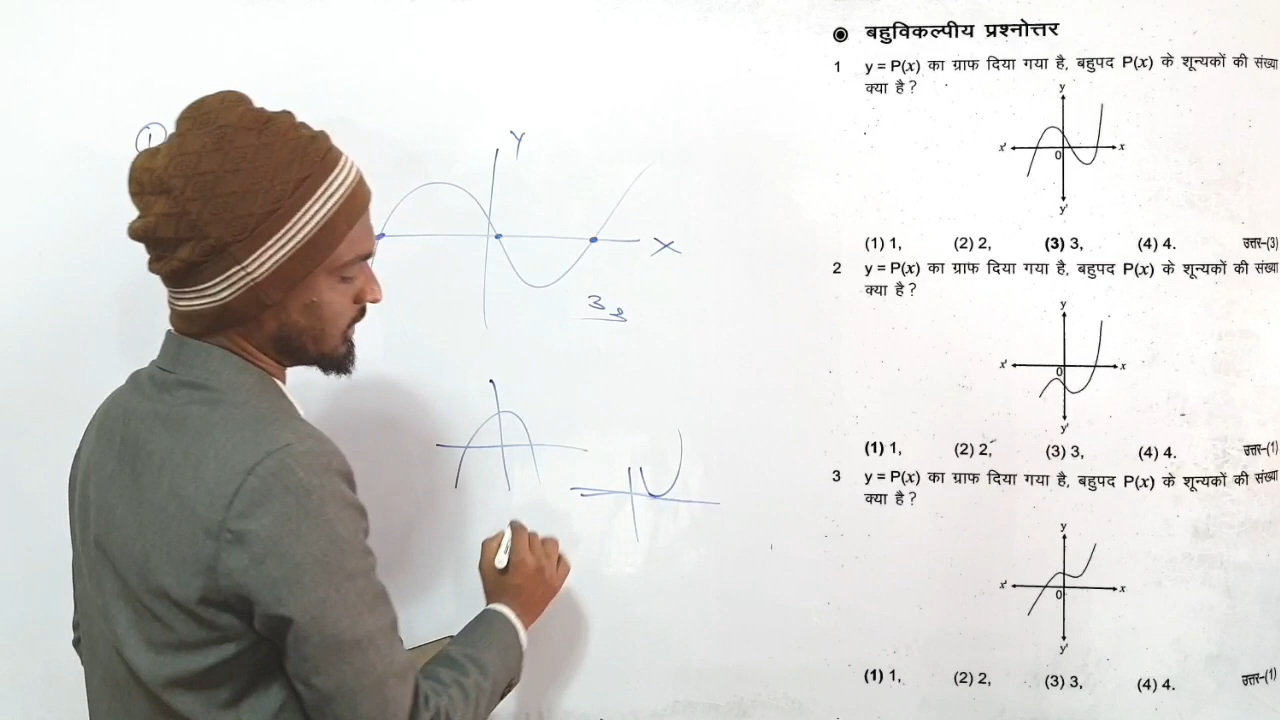 ①
Y
X
3
◉ बहुविकल्पीय प्रश्नोत्तर
1 y = P(x) का ग्राफ दिया गया है, बहुपद P(x) के शून्यकों की संख्या
क्या है ?
y
x' 0 x
y'
(1) 1, (2) 2, (3) 3, (4) 4. उत्तर–(3)
2 y = P(x) का ग्राफ दिया गया है, बहुपद P(x) के शून्यकों की संख्या
क्या है ?
y
x' 0 x
y'
(1) 1, (2) 2, (3) 3, (4) 4. उत्तर–(1)
3 y = P(x) का ग्राफ दिया गया है, बहुपद P(x) के शून्यकों की संख्या
क्या है ?
y
x' 0 x
y'
(1) 1, (2) 2, (3) 3, (4) 4. उत्तर–(1)